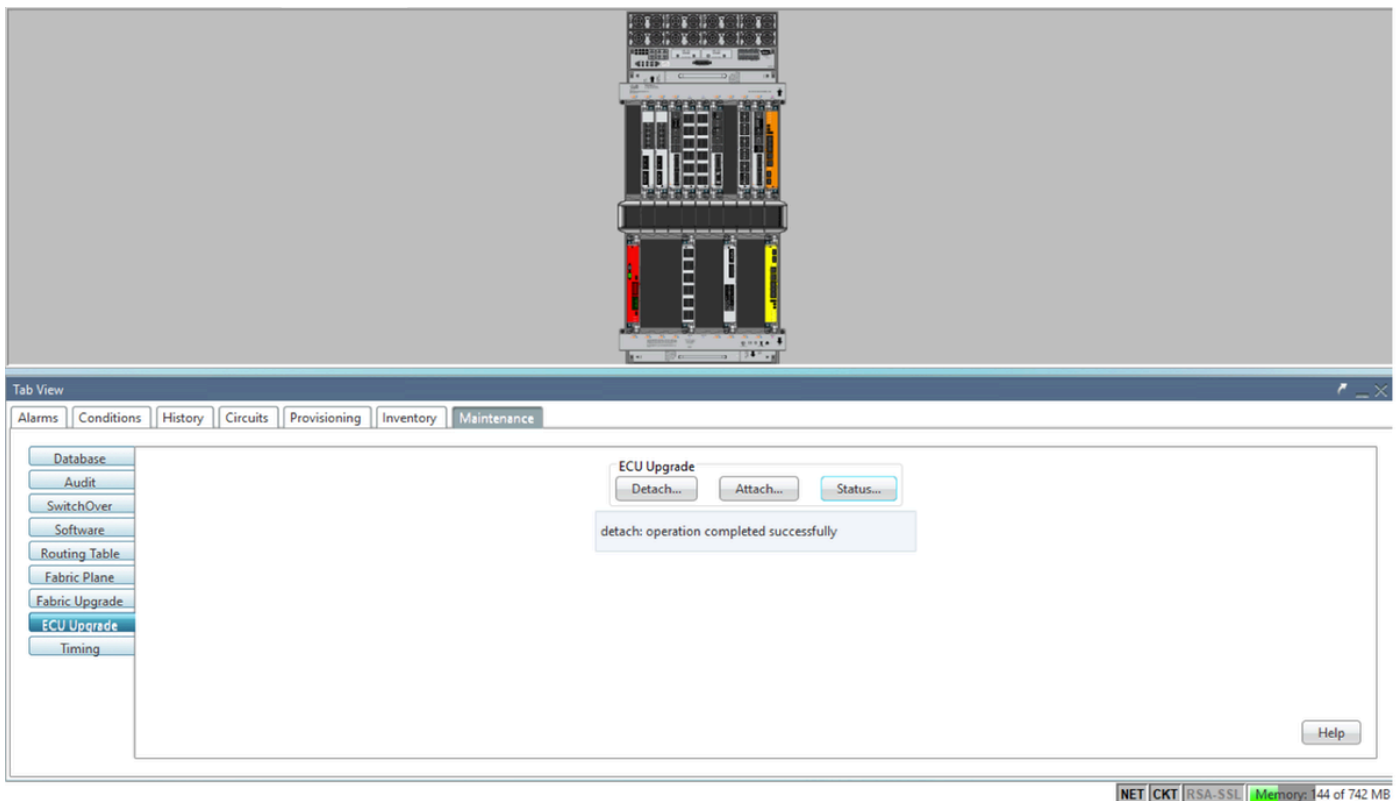 Tab View
Alarms Conditions History Circuits Provisioning Inventory Maintenance
Database
Audit
SwitchOver
Software
Routing Table
Fabric Plane
Fabric Upgrade
ECU Upgrade
Timing
ECU Upgrade
Detach... Attach... Status...
detach: operation completed successfully
Help
NET CKT RSA-SSL Memory: 144 of 742 MB